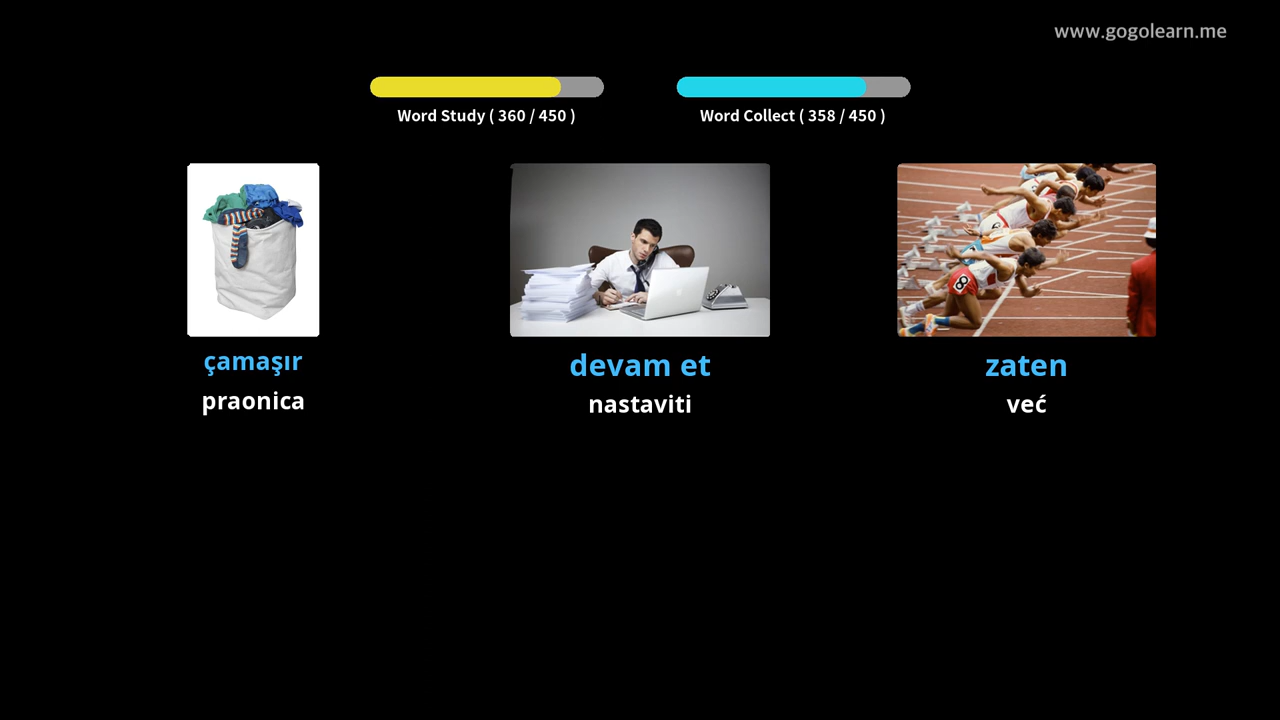 www.gogolearn.me
Word Study ( 360 / 450 )
Word Collect ( 358 / 450 )
çamaşır
devam et
zaten
praonica
nastaviti
već